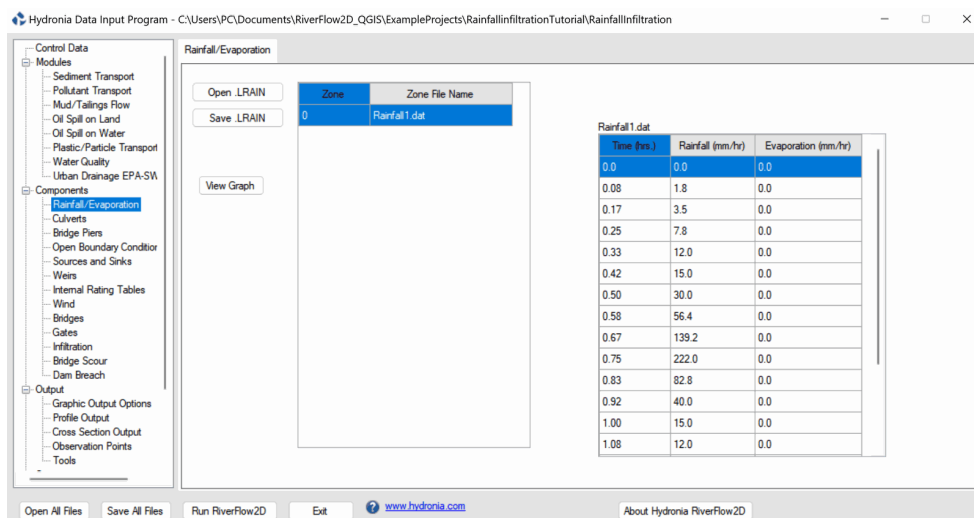 Hydronia Data Input Program - C:\Users\PC\Documents\RiverFlow2D_QGIS\ExampleProjects\RainfallinfiltrationTutorial\RainfallInfiltration
Control Data
Modules
Sediment Transport
Pollutant Transport
Mud/Tailings Flow
Oil Spill on Land
Oil Spill on Water
Plastic/Particle Transport
Water Quality
Urban Drainage EPA-SW
Components
Rainfall/Evaporation
Culverts
Bridge Piers
Open Boundary Condition
Sources and Sinks
Weirs
Internal Rating Tables
Wind
Bridges
Gates
Infiltration
Bridge Scour
Dam Breach
Output
Graphic Output Options
Profile Output
Cross Section Output
Observation Points
Tools
Rainfall/Evaporation
Open .LRAIN
Save .LRAIN
View Graph
Zone Zone File Name
0 Rainfall1.dat
Rainfall1.dat
Time (hrs.) Rainfall (mm/hr) Evaporation (mm/hr)
0.0 0.0 0.0
0.08 1.8 0.0
0.17 3.5 0.0
0.25 7.8 0.0
0.33 12.0 0.0
0.42 15.0 0.0
0.50 30.0 0.0
0.58 56.4 0.0
0.67 139.2 0.0
0.75 222.0 0.0
0.83 82.8 0.0
0.92 40.0 0.0
1.00 15.0 0.0
1.08 12.0 0.0
Open All Files Save All Files Run RiverFlow2D Exit www.hydronia.com About Hydronia RiverFlow2D